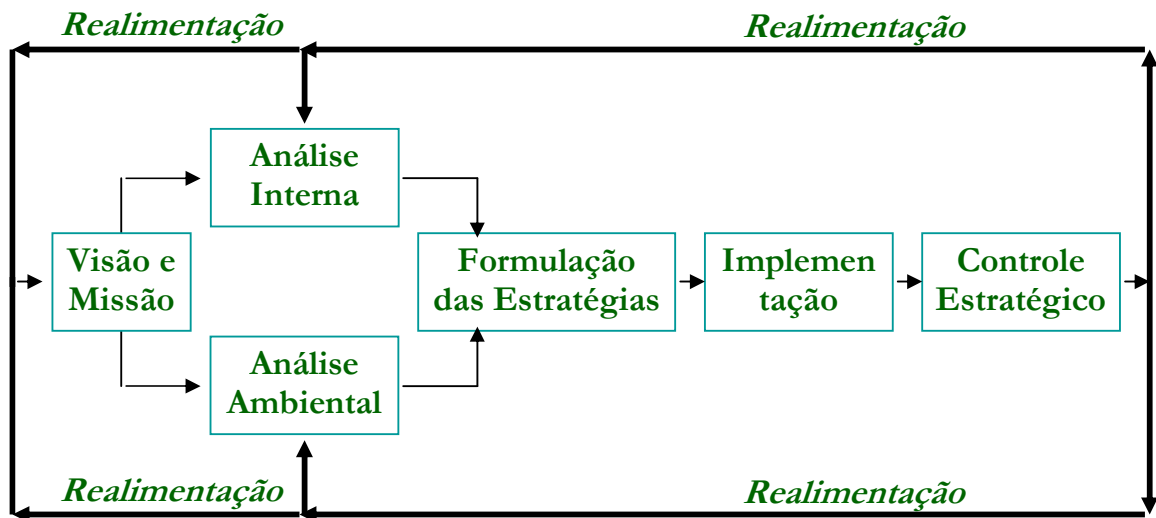 Realimentação
Realimentação
Análise
Interna
Visão e
Missão
Formulação
das Estratégias
Implemen
tação
Controle
Estratégico
Análise
Ambiental
Realimentação
Realimentação